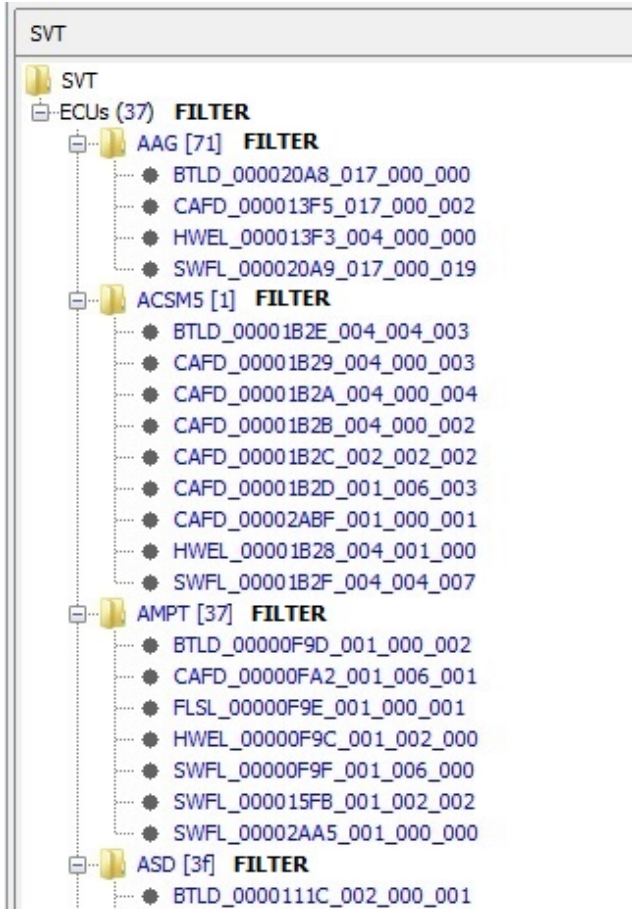 SVT
SVT
ECUs (37) FILTER
AAG [71] FILTER
BTLD_000020A8_017_000_000
CAFD_000013F5_017_000_002
HWEL_000013F3_004_000_000
SWFL_000020A9_017_000_019
ACSM5 [1] FILTER
BTLD_00001B2E_004_004_003
CAFD_00001B29_004_000_003
CAFD_00001B2A_004_000_004
CAFD_00001B2B_004_000_002
CAFD_00001B2C_002_002_002
CAFD_00001B2D_001_006_003
CAFD_00002ABF_001_000_001
HWEL_00001B28_004_001_000
SWFL_00001B2F_004_004_007
AMPT [37] FILTER
BTLD_00000F9D_001_000_002
CAFD_00000FA2_001_006_001
FLSL_00000F9E_001_000_001
HWEL_00000F9C_001_002_000
SWFL_00000F9F_001_006_000
SWFL_000015FB_001_002_002
SWFL_00002AA5_001_000_000
ASD [3f] FILTER
BTLD_0000111C_002_000_001